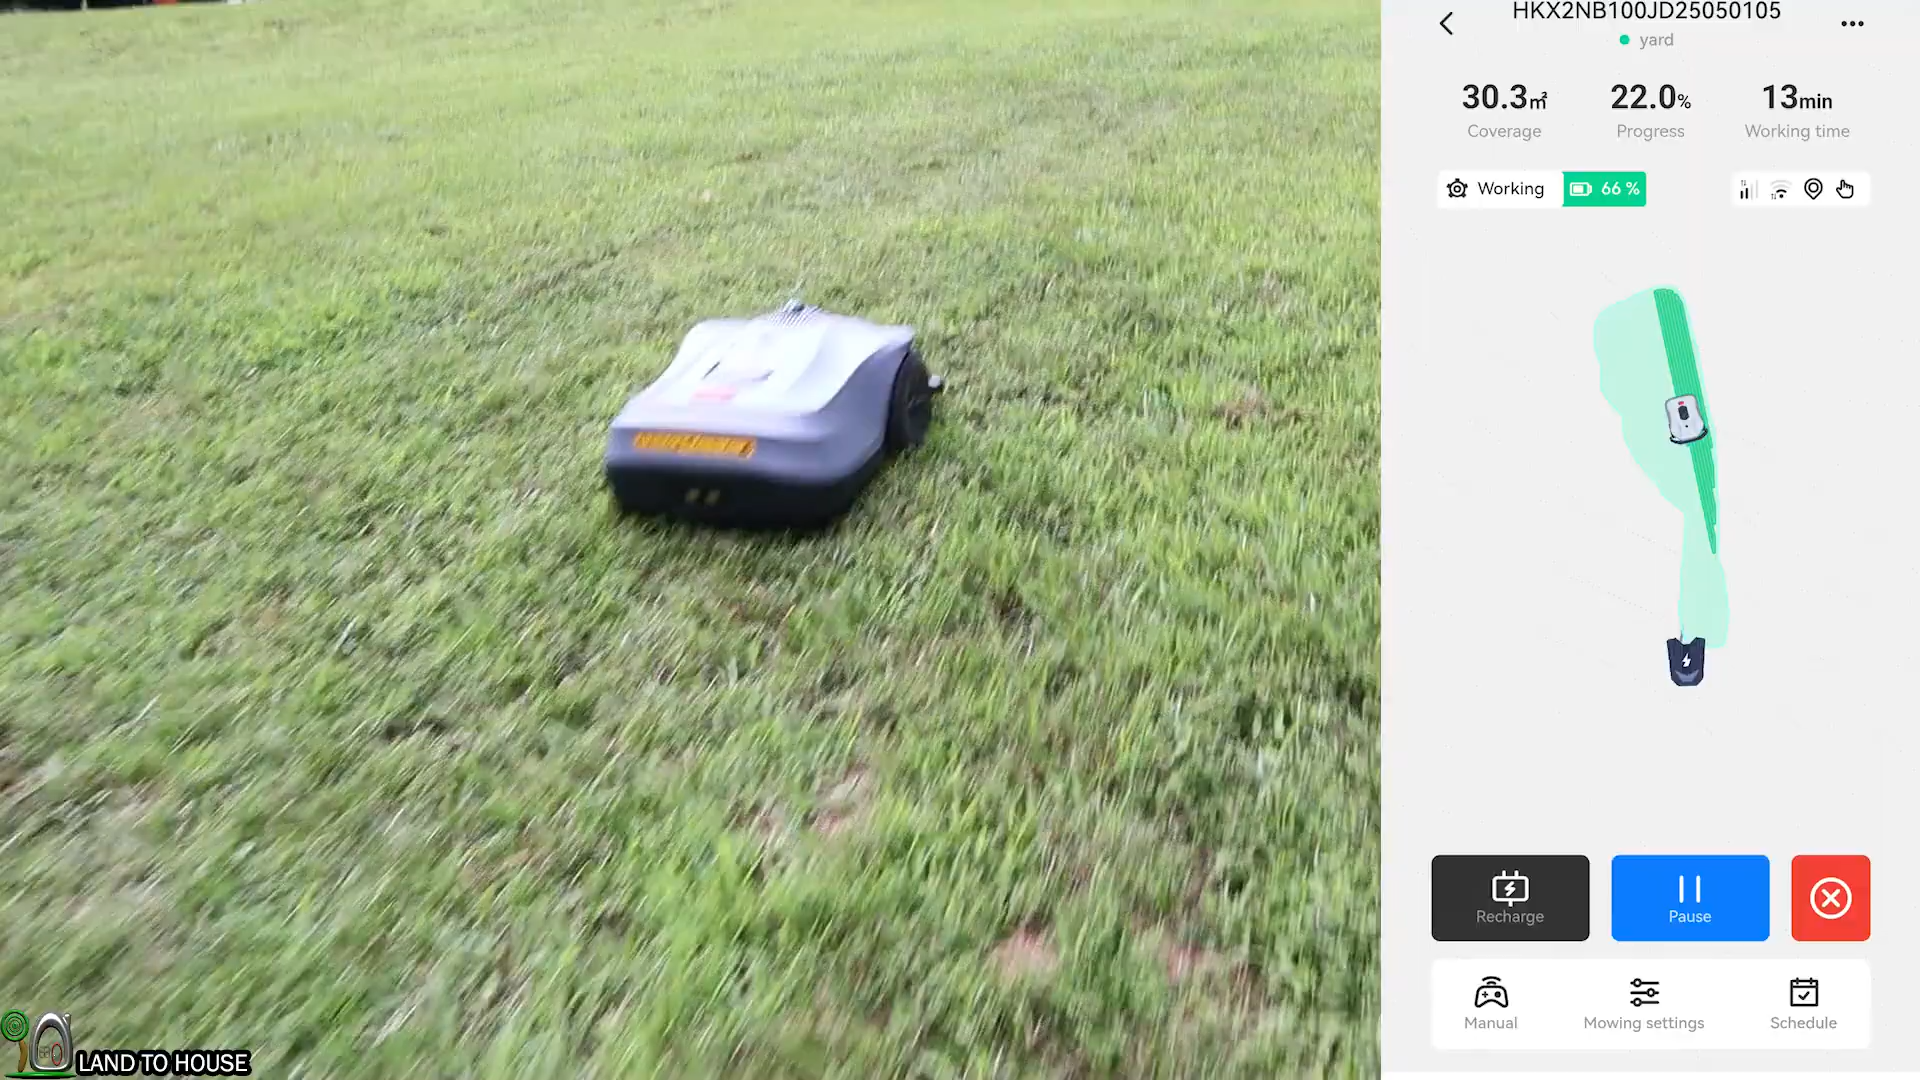 HKX2NB100JD25050105
yard
30.3㎡ 22.0% 13min
Coverage Progress Working time
Working 66 %
Recharge Pause
Manual Mowing settings Schedule
LAND TO HOUSE